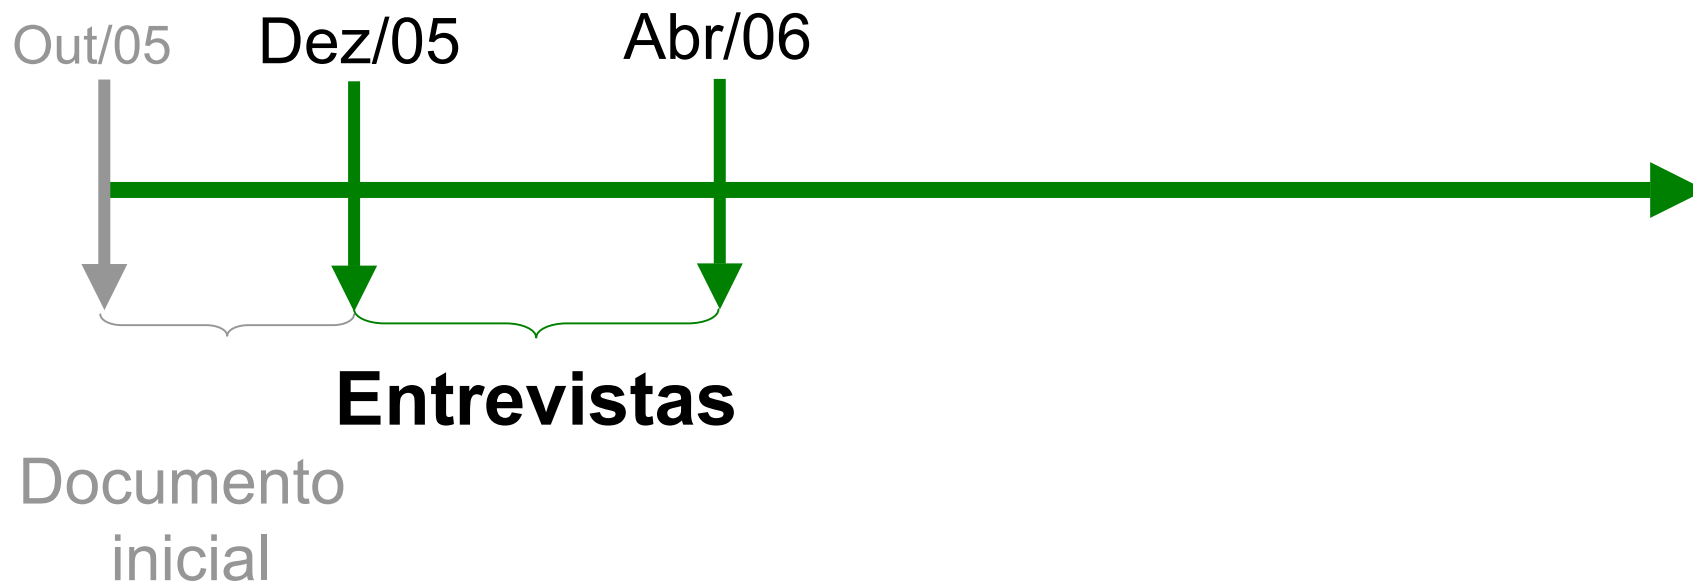 Out/05
Dez/05
Abr/06
Entrevistas
Documento
inicial